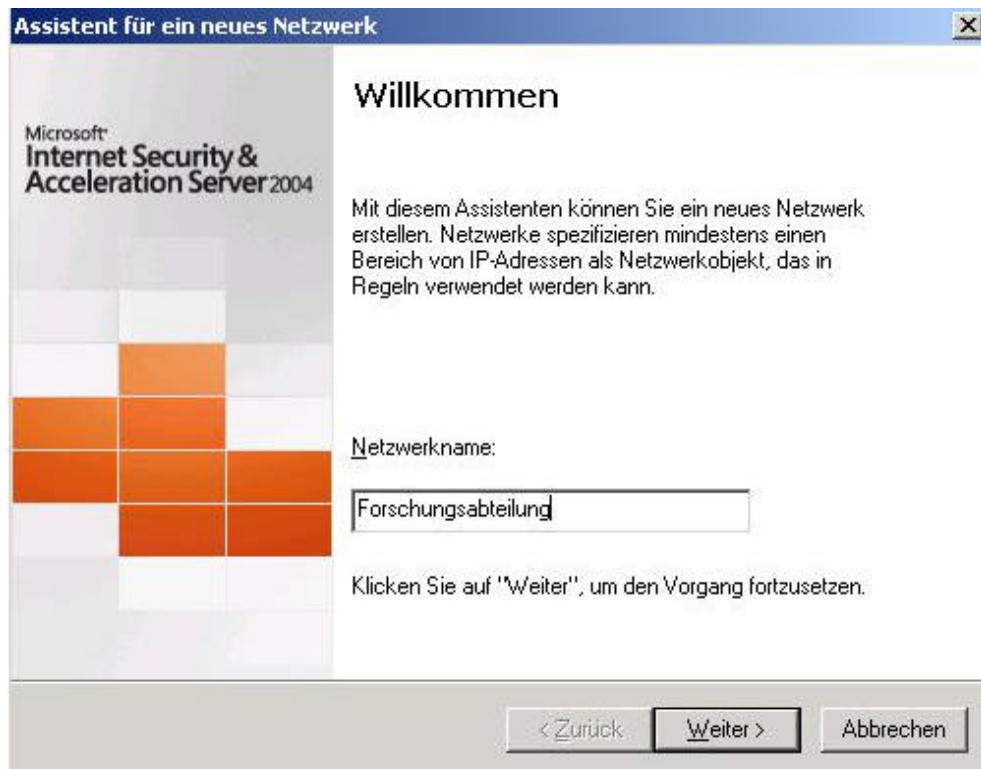 Assistent für ein neues Netzwerk
Microsoft
Internet Security &
Acceleration Server 2004
Willkommen
Mit diesem Assistenten können Sie ein neues Netzwerk
erstellen. Netzwerke spezifizieren mindestens einen
Bereich von IP-Adressen als Netzwerkobjekt, das in
Regeln verwendet werden kann.
Netzwerkname:
Forschungsabteilung
Klicken Sie auf "Weiter", um den Vorgang fortzusetzen.
< Zurück
Weiter >
Abbrechen